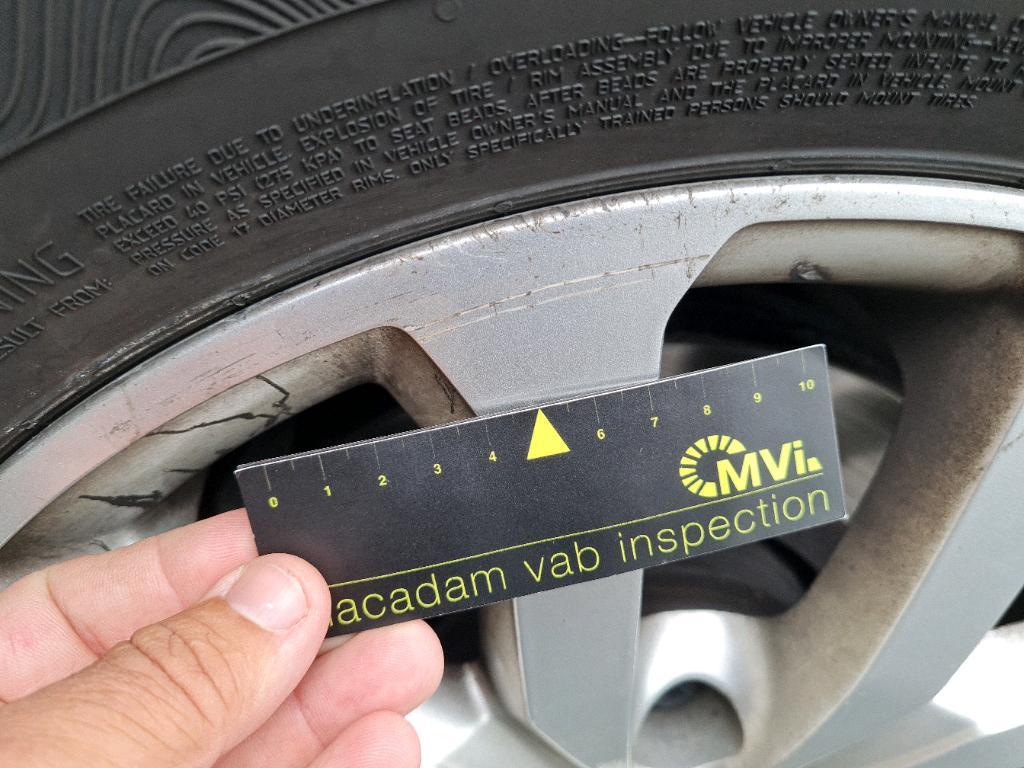 TIRE FAILURE DUE TO UNDERINFLATION / OVERLOADING-FOLLOW VEHICLE OWNER'S MANUAL
PLACARD IN VEHICLE. EXPLOSION OF TIRE / RIM ASSEMBLY DUE TO IMPROPER MOUNTING-
EXCEED 40 PSI (275 KPA) TO SEAT BEADS. AFTER BEADS ARE PROPERLY SEATED INFLATE TO
PRESSURE AS SPECIFIED IN VEHICLE OWNER'S MANUAL AND THE PLACARD IN VEHICLE. MOUNT
ON CODE 17 DIAMETER RIMS. ONLY SPECIFICALLY TRAINED PERSONS SHOULD MOUNT TIRES
NING
SULT FROM:
0 1 2 3 4 6 7 8 9 10
MVi.
acadam vab inspection